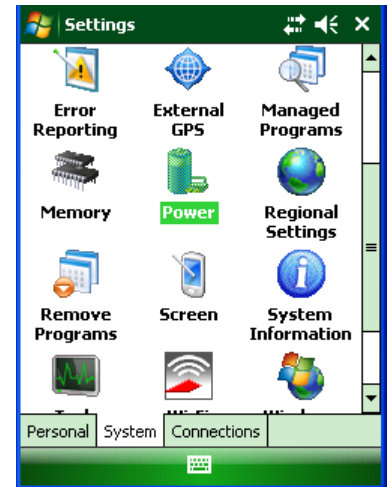 Settings
Error
Reporting
External
GPS
Managed
Programs
Memory
Power
Regional
Settings
Remove
Programs
Screen
System
Information
Personal System Connections